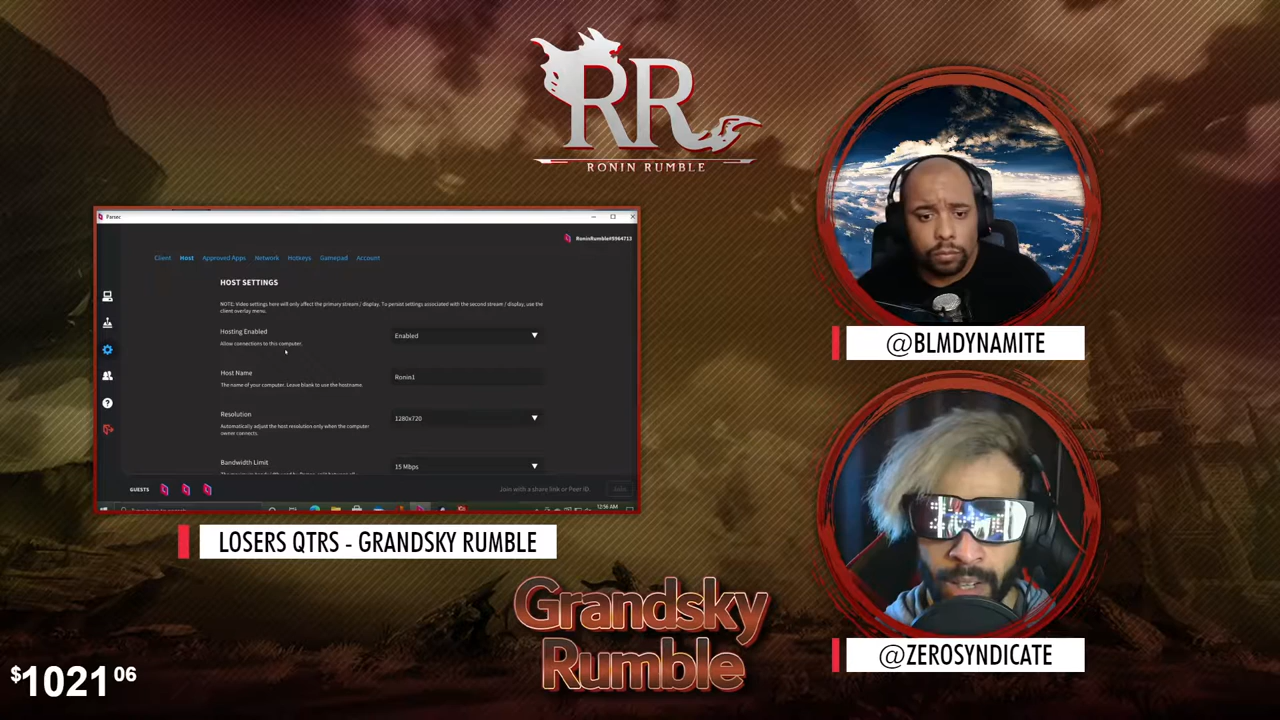 RR
RONIN RUMBLE
Parsec
RoninRumble#9964713
Client Host Approved Apps Network Hotkeys Gamepad Account
HOST SETTINGS
NOTE: Video settings here will only affect the primary stream / display. To persist settings associated with the second stream / display, use the
client overlay menu.
Hosting Enabled
Allow connections to this computer.
Enabled
Host Name
The name of your computer. Leave blank to use the hostname.
Ronin1
Resolution
Automatically adjust the host resolution only when the computer
owner connects.
1280x720
Bandwidth Limit
15 Mbps
GUESTS
Join with a share link or Peer ID.
12:56 AM
@BLMDYNAMITE
LOSERS QTRS - GRANDSKY RUMBLE
Grandsky
Rumble
@ZEROSYNDICATE
$1021 06